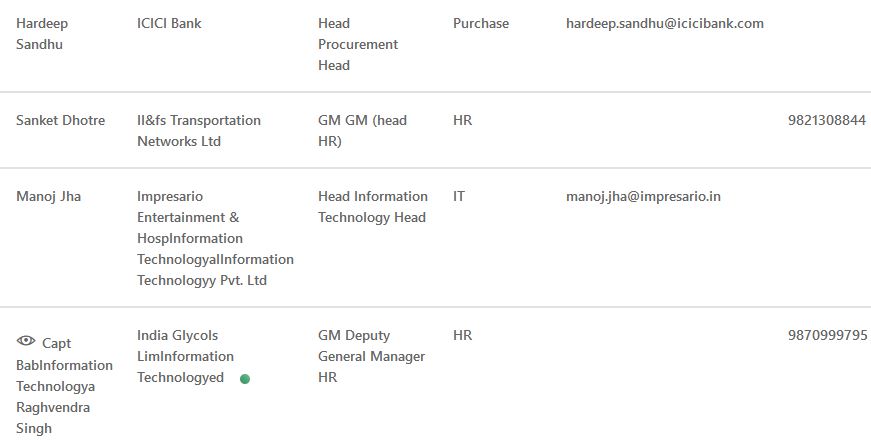 Hardeep Sandhu ICICI Bank Head Procurement Head Purchase hardeep.sandhu@icicibank.com
Sanket Dhotre Il&fs Transportation Networks Ltd GM GM (head HR) HR 9821308844
Manoj Jha Impresario Entertainment & HospInformation TechnologyalInformation Technologyy Pvt. Ltd Head Information Technology Head IT manoj.jha@impresario.in
Capt BabInformation Technologya Raghvendra Singh India Glycols LimInformation Technologyed GM Deputy General Manager HR HR 9870999795